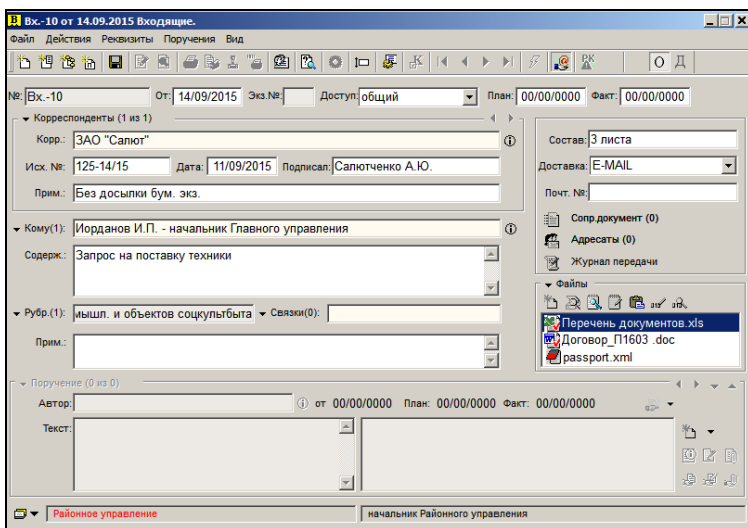 Вх.-10 от 14.09.2015 Входящие.
Файл Действия Реквизиты Поручения Вид
О Д
№: Вх.-10 От: 14/09/2015 Экз.№: Доступ: общий План: 00/00/0000 Факт: 00/00/0000
Корреспонденты (1 из 1)
Корр.: ЗАО "Салют"
Исх. №: 125-14/15 Дата: 11/09/2015 Подписал: Салютченко А.Ю.
Прим.: Без досылки бум. экз.
Состав: 3 листа
Доставка: E-MAIL
Почт. №:
Сопр.документ (0)
Адресаты (0)
Журнал передачи
Кому(1): Иорданов И.П. - начальник Главного управления
Содерж.: Запрос на поставку техники
Рубр.(1): мышл. и объектов соцкультбыта Связки(0):
Прим.:
Файлы
Перечень документов.xls
Договор_П1603 .doc
passport.xml
Поручение (0 из 0)
Автор: от 00/00/0000 План: 00/00/0000 Факт: 00/00/0000
Текст:
Районное управление начальник Районного управления